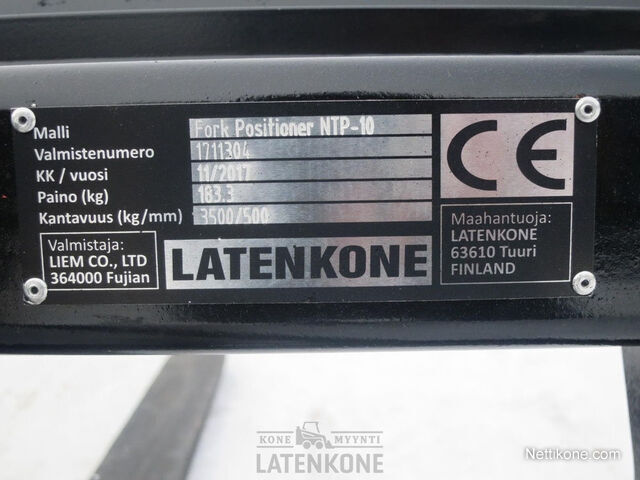 Malli Fork Positioner NTP-10
Valmistenumero 1711304
KK / vuosi 11/2017
Paino (kg) 183.3
Kantavuus (kg/mm) 3500/500
CE
Valmistaja:
LIEM CO., LTD
364000 Fujian
LATENKONE
Maahantuoja:
LATENKONE
63610 Tuuri
FINLAND
KONE MYYNTI
LATENKONE
Nettikone.com